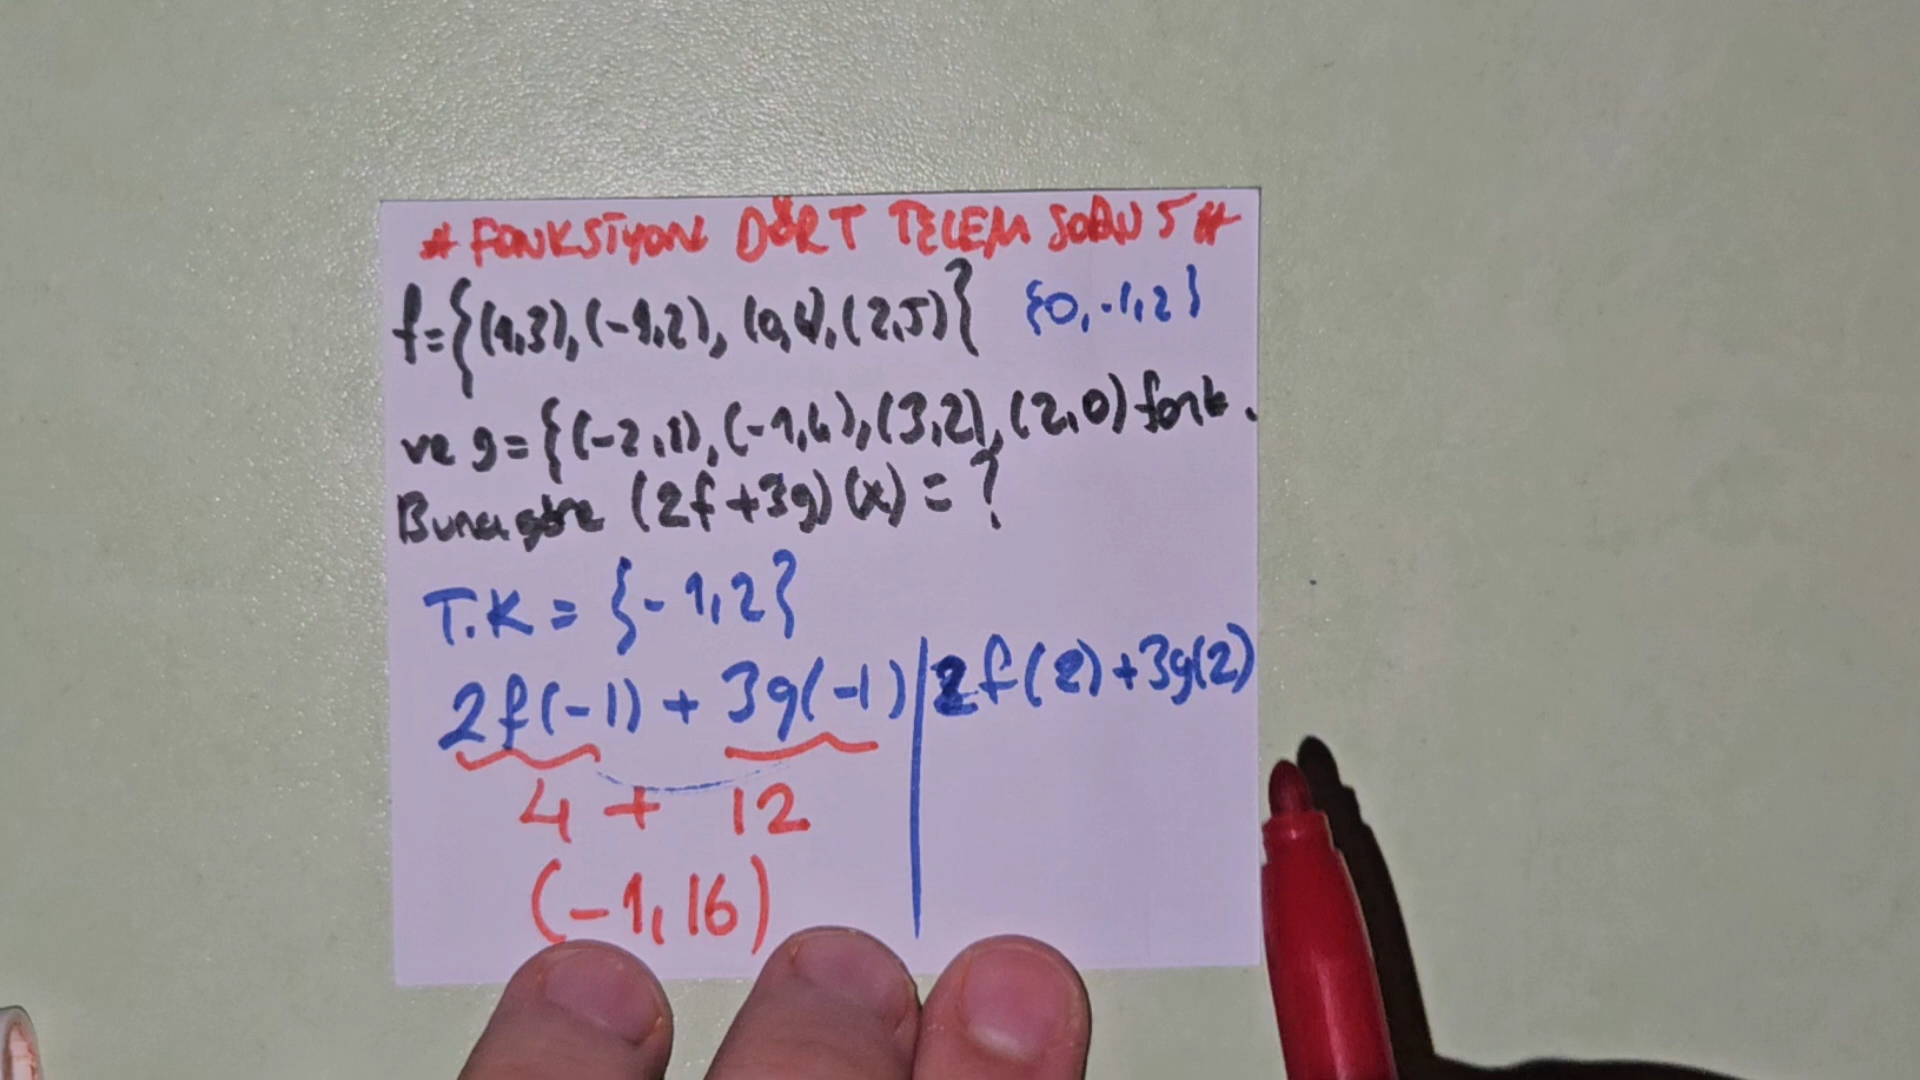 # FONKSİYON DÖRT İŞLEM SORU 5 #
f={(1,3),(-1,2),(0,4),(2,5)} {0,-1,2}
ve g={(-2,1),(-1,4),(3,2),(2,0) fonk.
Buna göre (2f+3g)(x)=?
T.K={-1,2}
2f(-1)+3g(-1)|2f(2)+3g(2)
4+12
(-1,16)